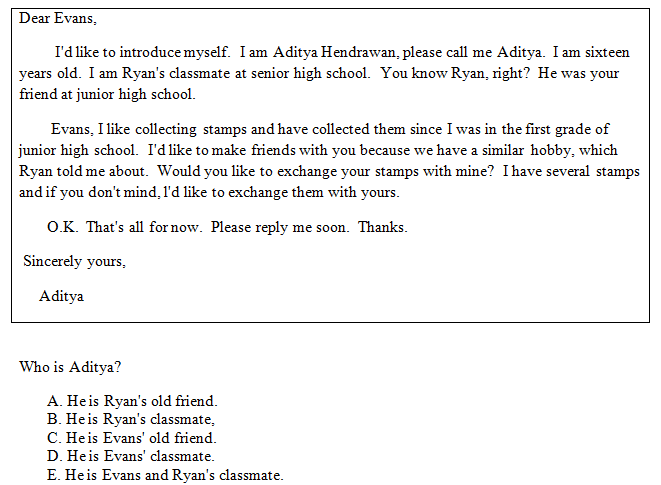 Dear Evans,
I'd like to introduce myself. I am Aditya Hendrawan, please call me Aditya. I am sixteen
years old. I am Ryan's classmate at senior high school. You know Ryan, right? He was your
friend at junior high school.
Evans, I like collecting stamps and have collected them since I was in the first grade of
junior high school. I'd like to make friends with you because we have a similar hobby, which
Ryan told me about. Would you like to exchange your stamps with mine? I have several stamps
and if you don't mind, I'd like to exchange them with yours.
O.K. That's all for now. Please reply me soon. Thanks.
Sincerely yours,
Aditya
Who is Aditya?
A. He is Ryan's old friend.
B. He is Ryan's classmate,
C. He is Evans' old friend.
D. He is Evans' classmate.
E. He is Evans and Ryan's classmate.